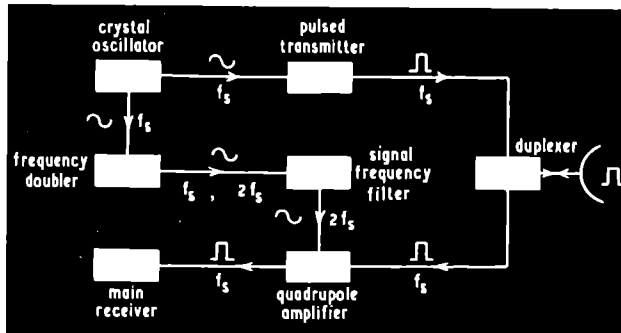 crystal
oscillator
pulsed
transmitter
fs
fs
fs
duplexer
frequency
doubler
fs , 2fs
signal
frequency
filter
2fs
fs
fs
main
receiver
quadrupole
amplifier